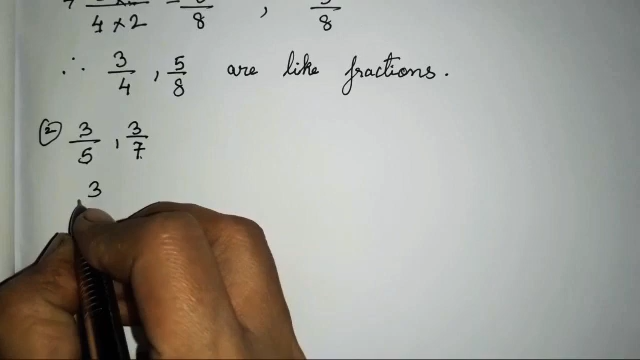 4 × 2 = 8 , 8
∴ 3/4 , 5/8 are like fractions.
(2) 3/5 , 3/7
3